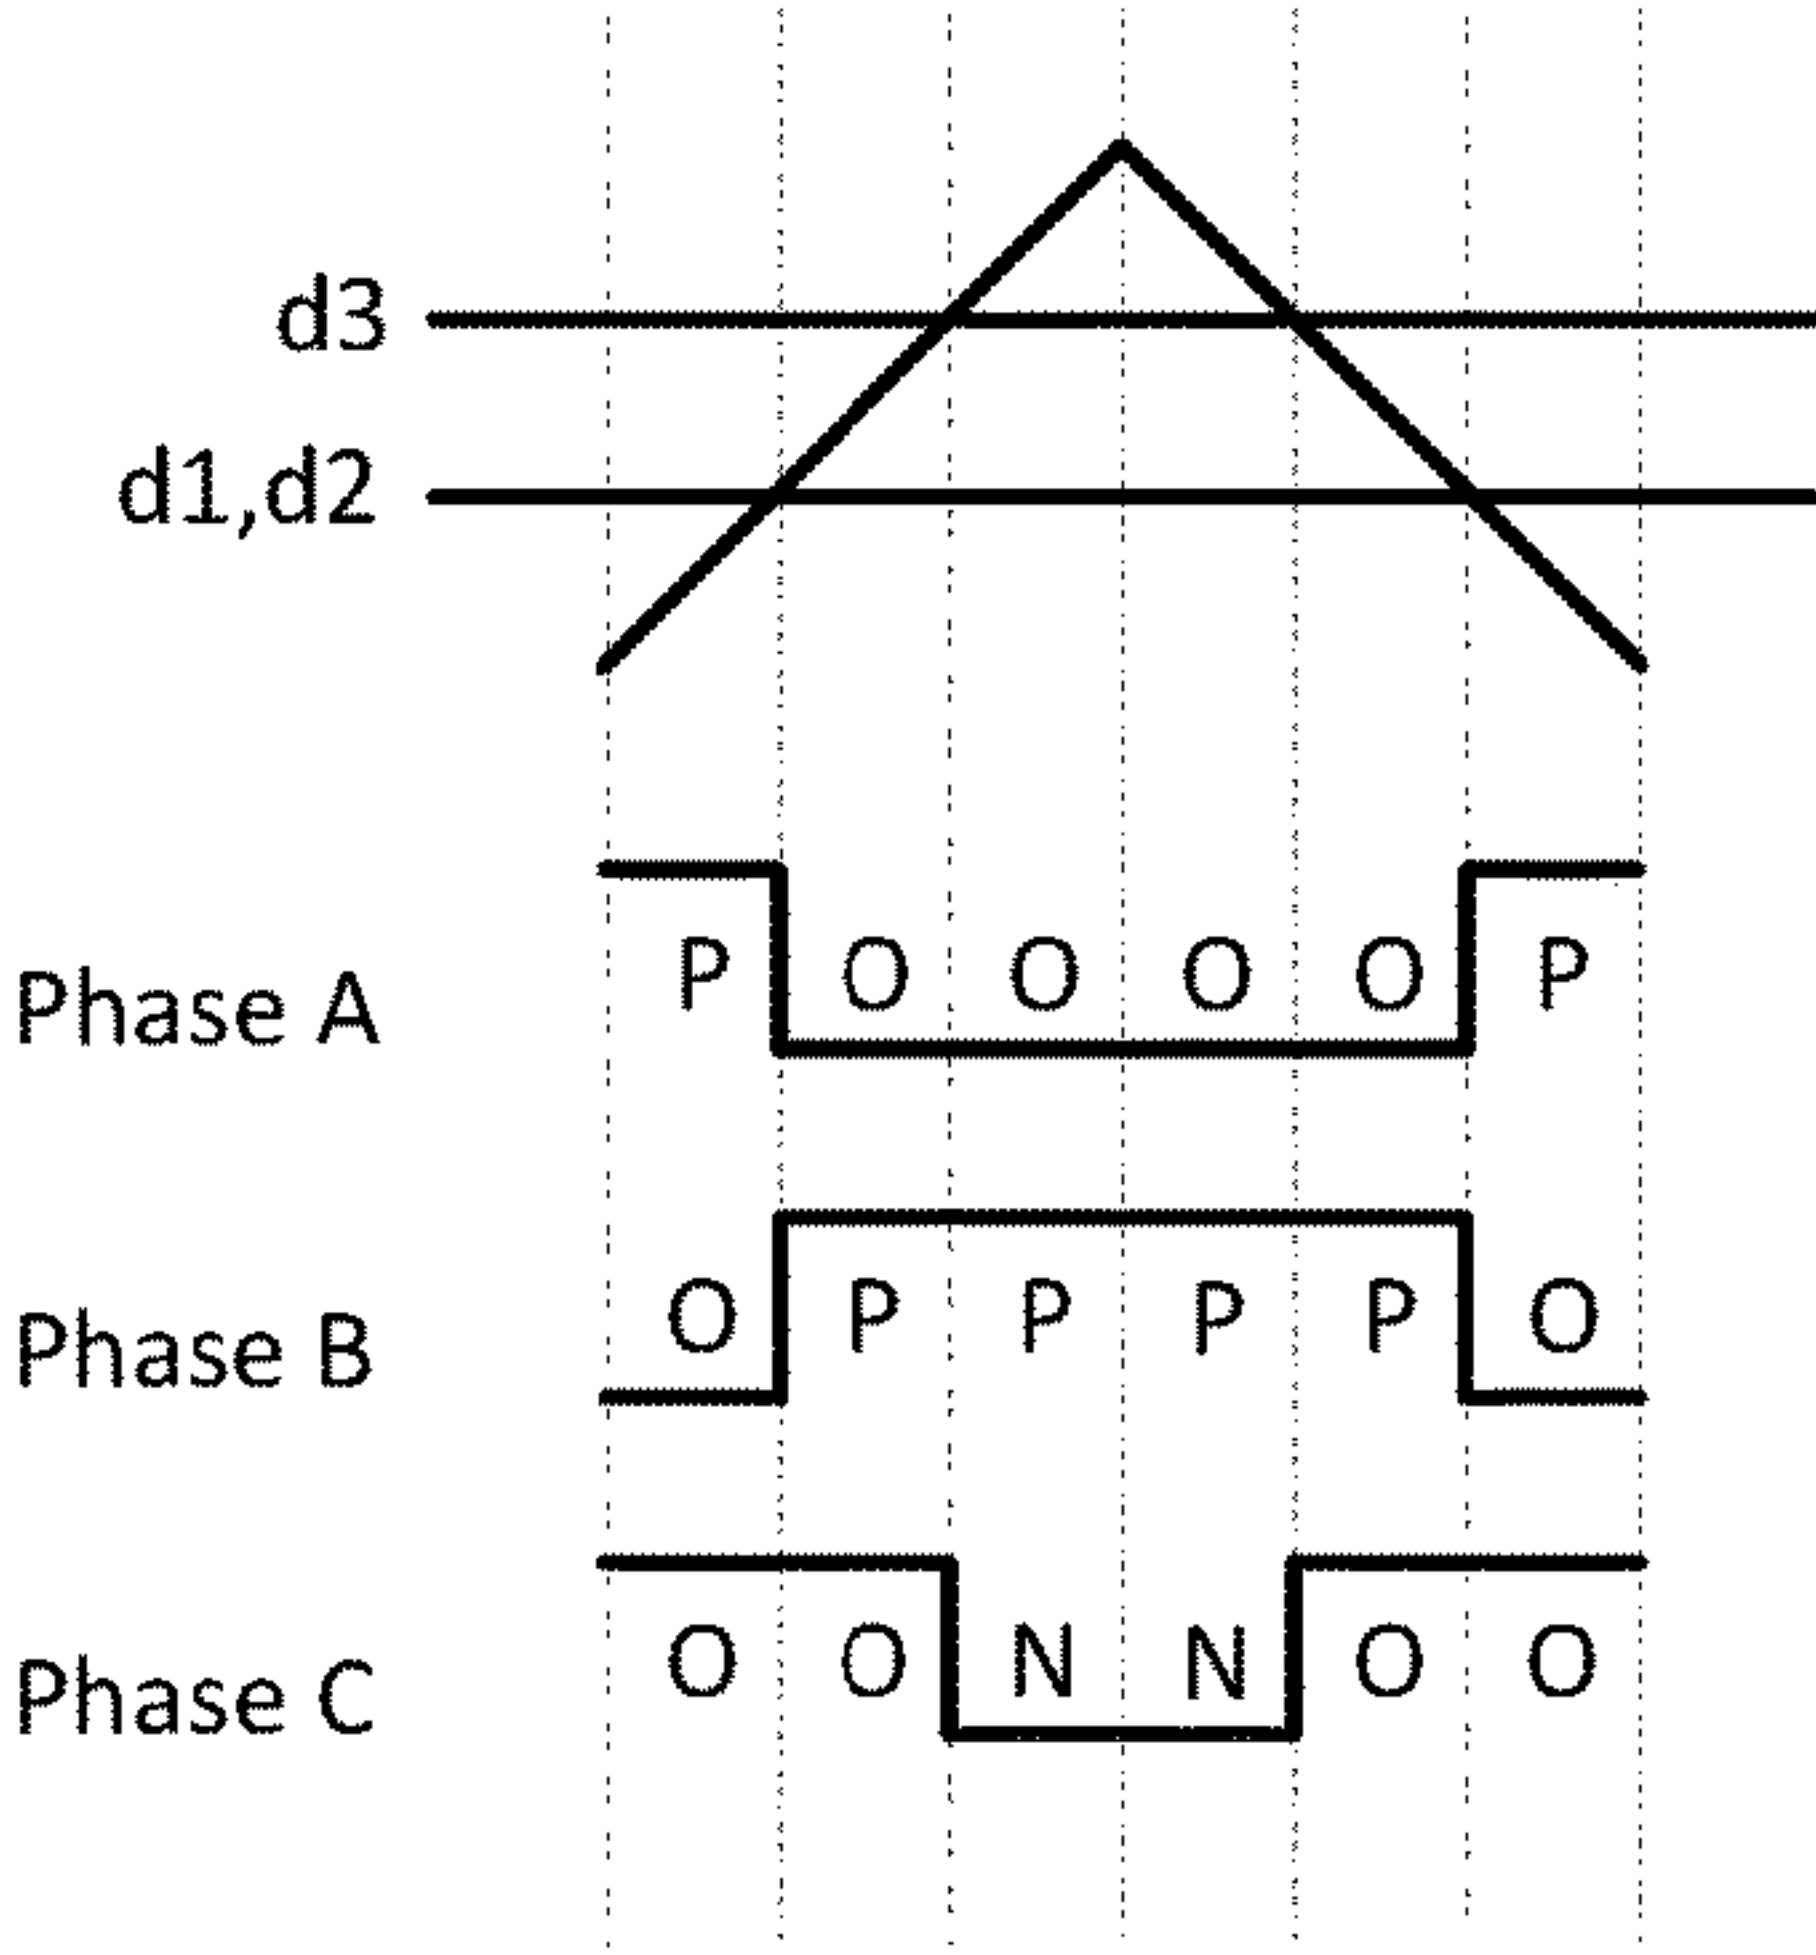 d3
d1,d2
Phase A P O O O O P
Phase B O P P P P O
Phase C O O N N O O